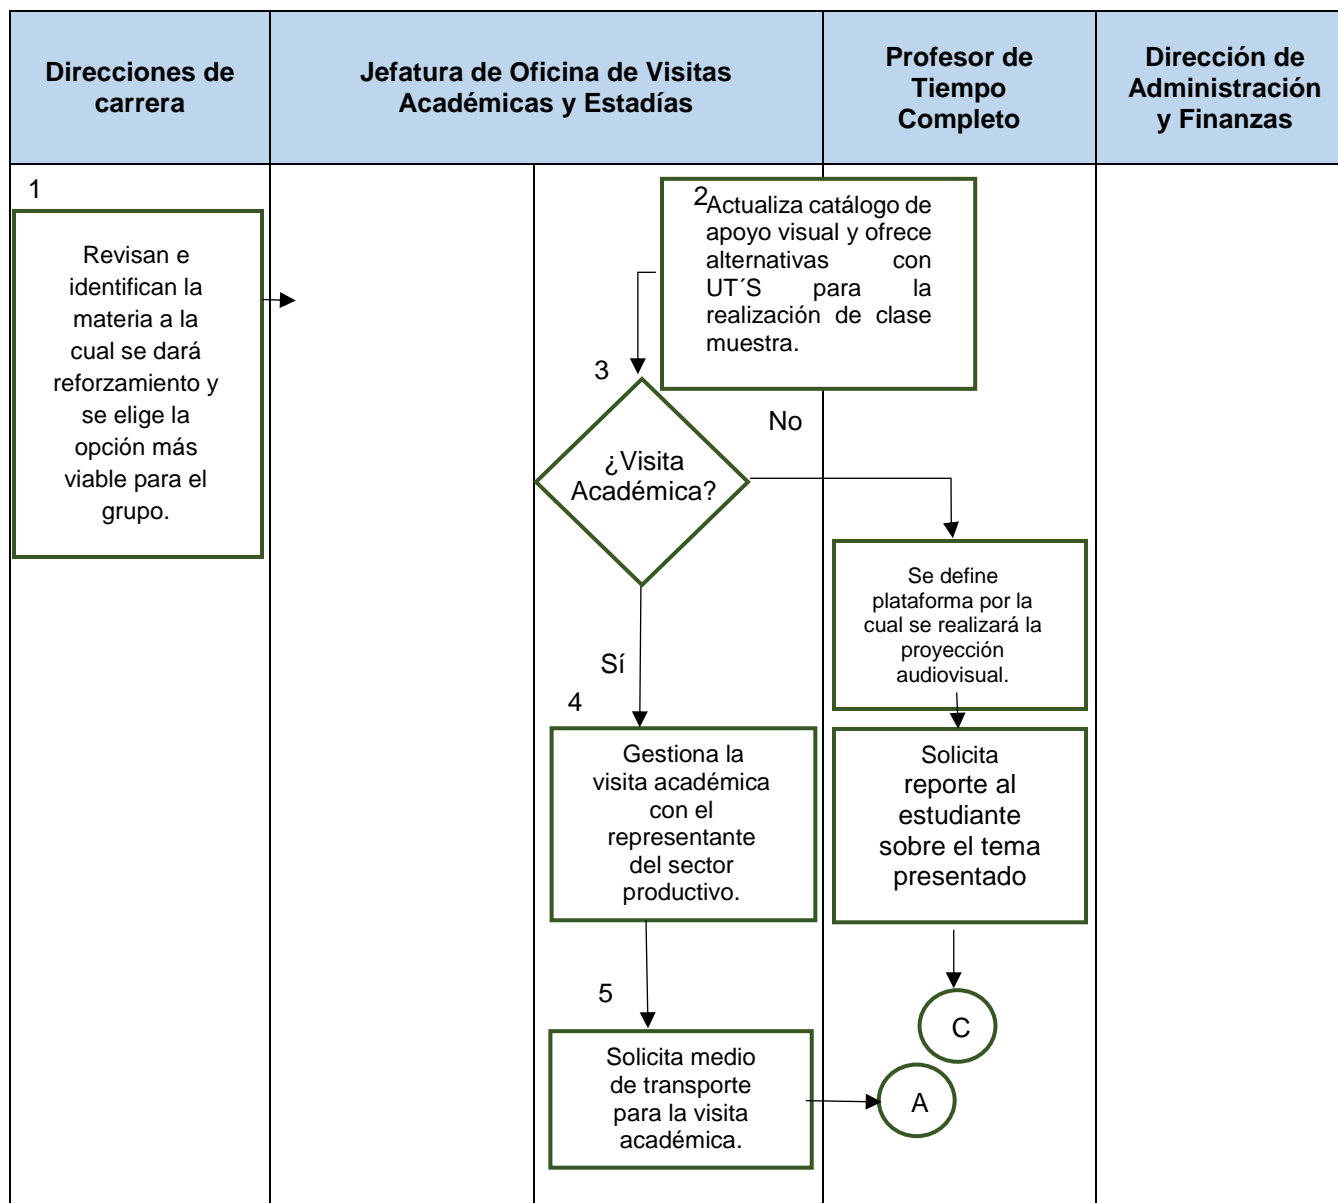 Direcciones de
carrera
Jefatura de Oficina de Visitas
Académicas y Estadías
Profesor de
Tiempo
Completo
Dirección de
Administración
y Finanzas
1
Revisan e
identifican la
materia a la
cual se dará
reforzamiento y
se elige la
opción más
viable para el
grupo.
2
Actualiza catálogo de
apoyo visual y ofrece
alternativas con
UT´S para la
realización de clase
muestra.
3
¿Visita
Académica?
No
Se define
plataforma por la
cual se realizará la
proyección
audiovisual.
Sí
4
Gestiona la
visita académica
con el
representante
del sector
productivo.
Solicita
reporte al
estudiante
sobre el tema
presentado
5
C
Solicita medio
de transporte
para la visita
académica.
A